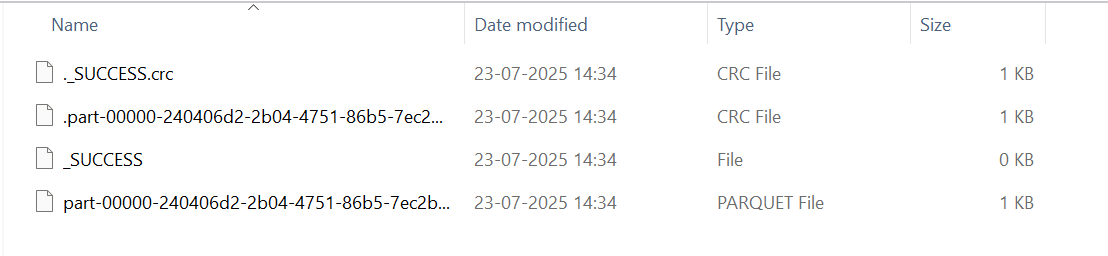 Name Date modified Type Size
._SUCCESS.crc 23-07-2025 14:34 CRC File 1 KB
.part-00000-240406d2-2b04-4751-86b5-7ec2... 23-07-2025 14:34 CRC File 1 KB
_SUCCESS 23-07-2025 14:34 File 0 KB
part-00000-240406d2-2b04-4751-86b5-7ec2b... 23-07-2025 14:34 PARQUET File 1 KB